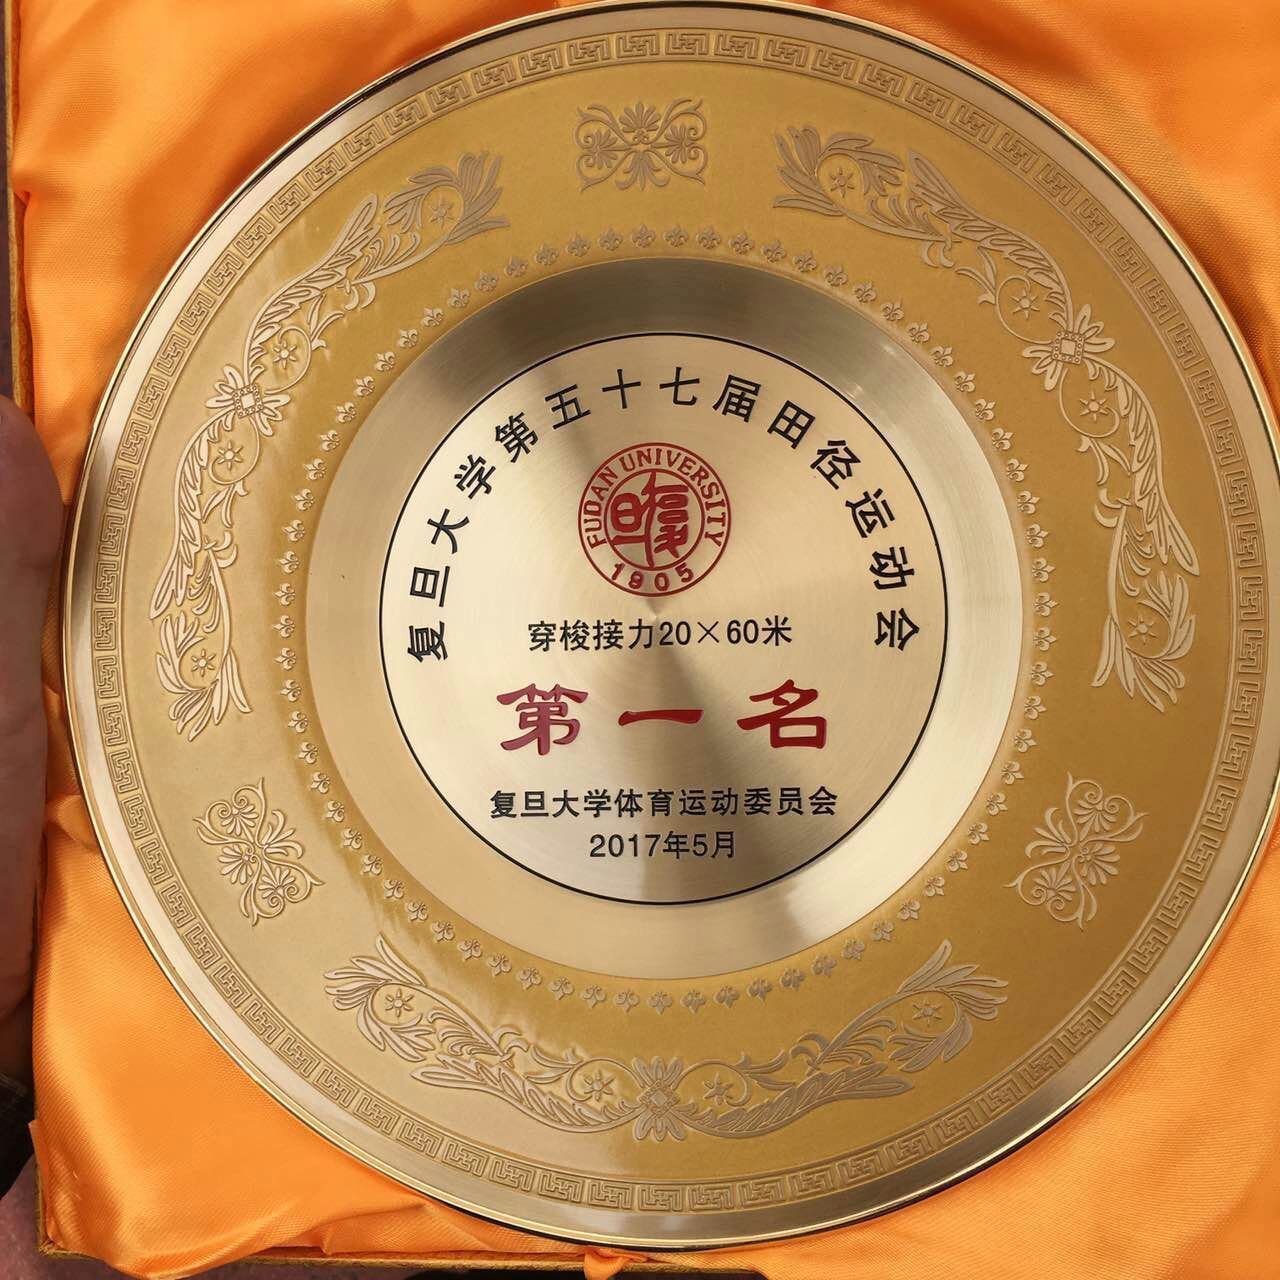 复旦大学第五十七届田径运动会
FUDAN UNIVERSITY
复旦
1905
穿梭接力20×60米
第一名
复旦大学体育运动委员会
2017年5月